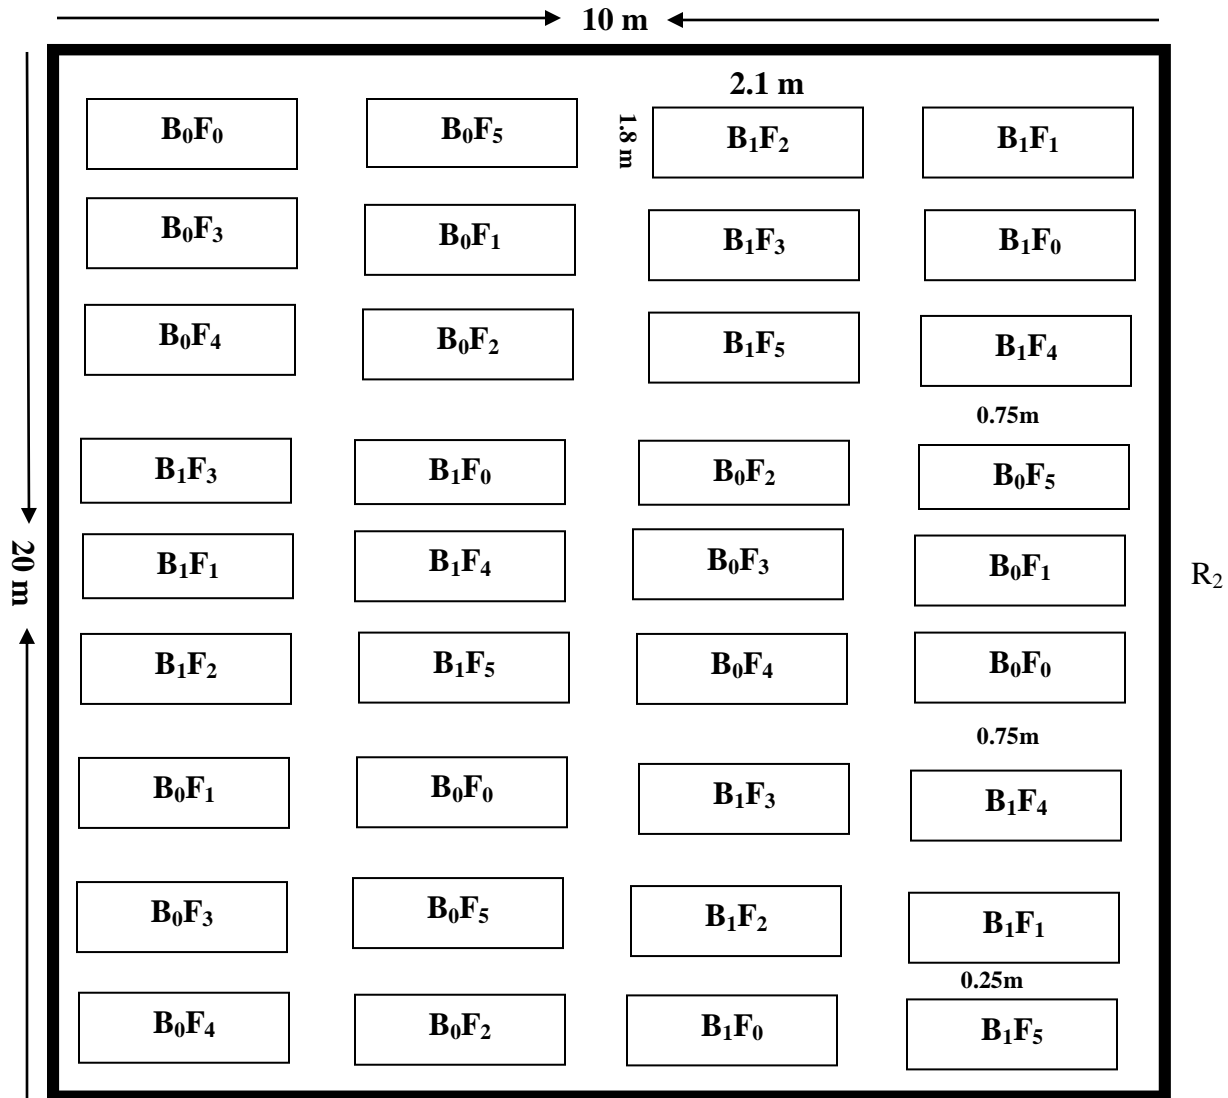 10 m
2.1 m
B₀F₀ B₀F₅ 1.8 m B₁F₂ B₁F₁
B₀F₃ B₀F₁ B₁F₃ B₁F₀
B₀F₄ B₀F₂ B₁F₅ B₁F₄
0.75m
B₁F₃ B₁F₀ B₀F₂ B₀F₅
20 m B₁F₁ B₁F₄ B₀F₃ B₀F₁ R₂
B₁F₂ B₁F₅ B₀F₄ B₀F₀
0.75m
B₀F₁ B₀F₀ B₁F₃ B₁F₄
B₀F₃ B₀F₅ B₁F₂ B₁F₁
0.25m
B₀F₄ B₀F₂ B₁F₀ B₁F₅